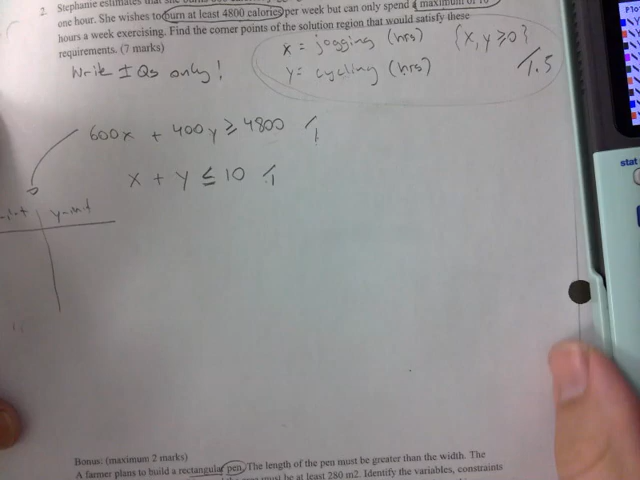 2. Stephanie estimates that she burns
one hour. She wishes to burn at least 4800 calories per week but can only spend a maximum of 10
hours a week exercising. Find the corner points of the solution region that would satisfy these
requirements. (7 marks)
Write IQs only!
x = jogging (hrs) {x, y ≥ 0}
y = cycling (hrs) /1.5
600x + 400y ≥ 4800 /1
x + y ≤ 10 /1
y-int
Bonus: (maximum 2 marks)
A farmer plans to build a rectangular pen. The length of the pen must be greater than the width. The
must be at least 280 m2. Identify the variables, constraints
stat